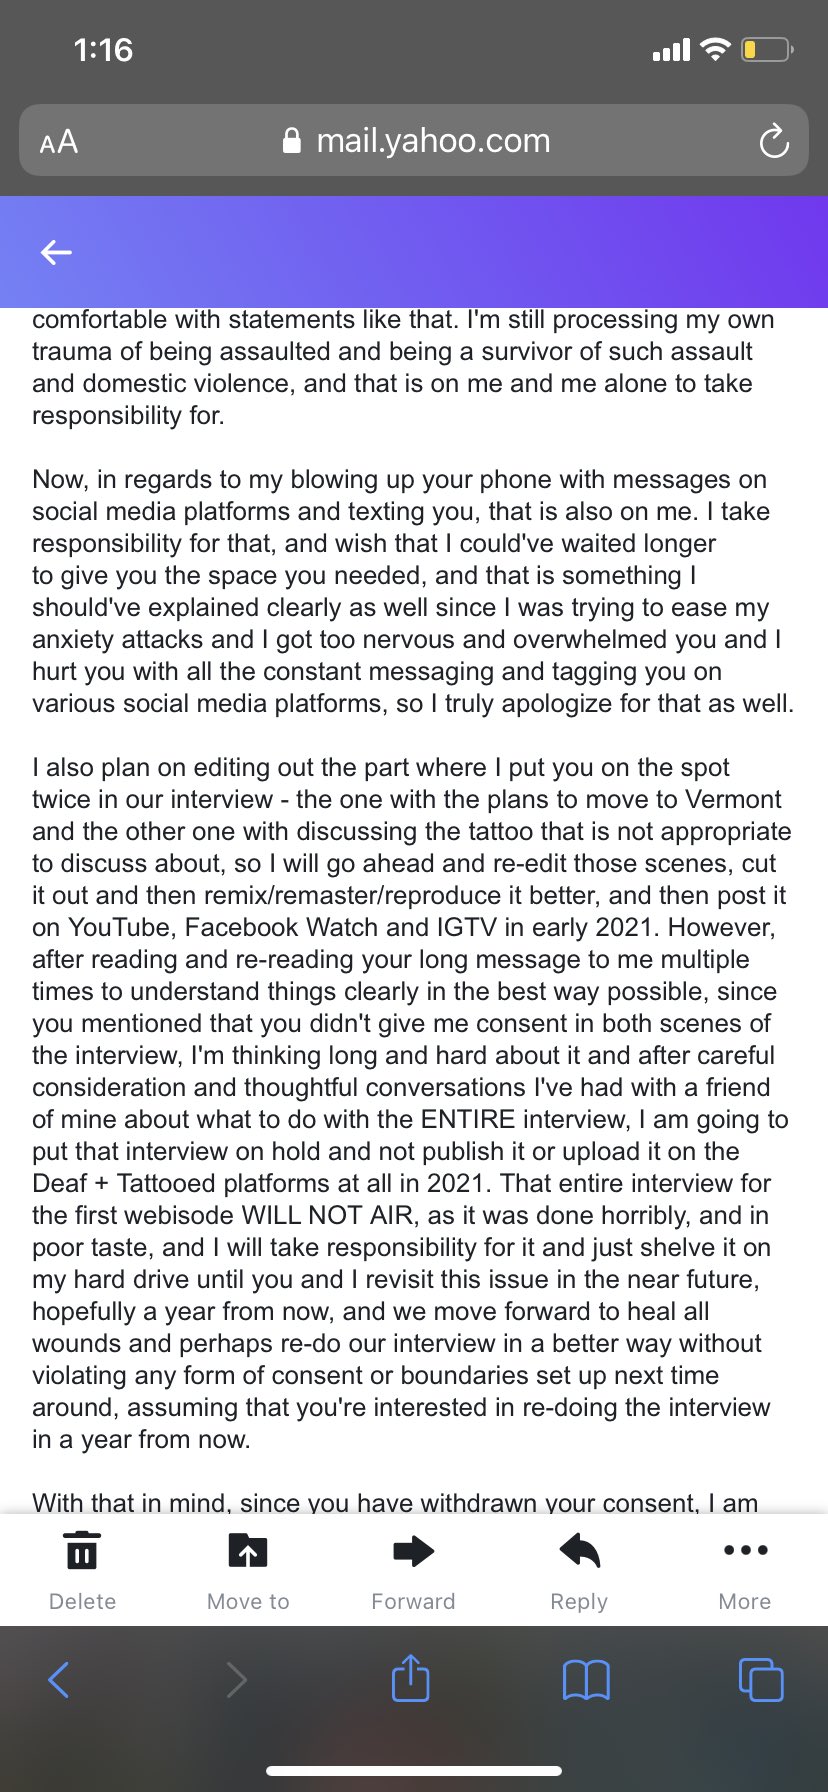 1:16
AA mail.yahoo.com
comfortable with statements like that. I'm still processing my own
trauma of being assaulted and being a survivor of such assault
and domestic violence, and that is on me and me alone to take
responsibility for.
Now, in regards to my blowing up your phone with messages on
social media platforms and texting you, that is also on me. I take
responsibility for that, and wish that I could've waited longer
to give you the space you needed, and that is something I
should've explained clearly as well since I was trying to ease my
anxiety attacks and I got too nervous and overwhelmed you and I
hurt you with all the constant messaging and tagging you on
various social media platforms, so I truly apologize for that as well.
I also plan on editing out the part where I put you on the spot
twice in our interview - the one with the plans to move to Vermont
and the other one with discussing the tattoo that is not appropriate
to discuss about, so I will go ahead and re-edit those scenes, cut
it out and then remix/remaster/reproduce it better, and then post it
on YouTube, Facebook Watch and IGTV in early 2021. However,
after reading and re-reading your long message to me multiple
times to understand things clearly in the best way possible, since
you mentioned that you didn't give me consent in both scenes of
the interview, I'm thinking long and hard about it and after careful
consideration and thoughtful conversations I've had with a friend
of mine about what to do with the ENTIRE interview, I am going to
put that interview on hold and not publish it or upload it on the
Deaf + Tattooed platforms at all in 2021. That entire interview for
the first webisode WILL NOT AIR, as it was done horribly, and in
poor taste, and I will take responsibility for it and just shelve it on
my hard drive until you and I revisit this issue in the near future,
hopefully a year from now, and we move forward to heal all
wounds and perhaps re-do our interview in a better way without
violating any form of consent or boundaries set up next time
around, assuming that you're interested in re-doing the interview
in a year from now.
With that in mind, since you have withdrawn your consent, I am
Delete Move to Forward Reply More